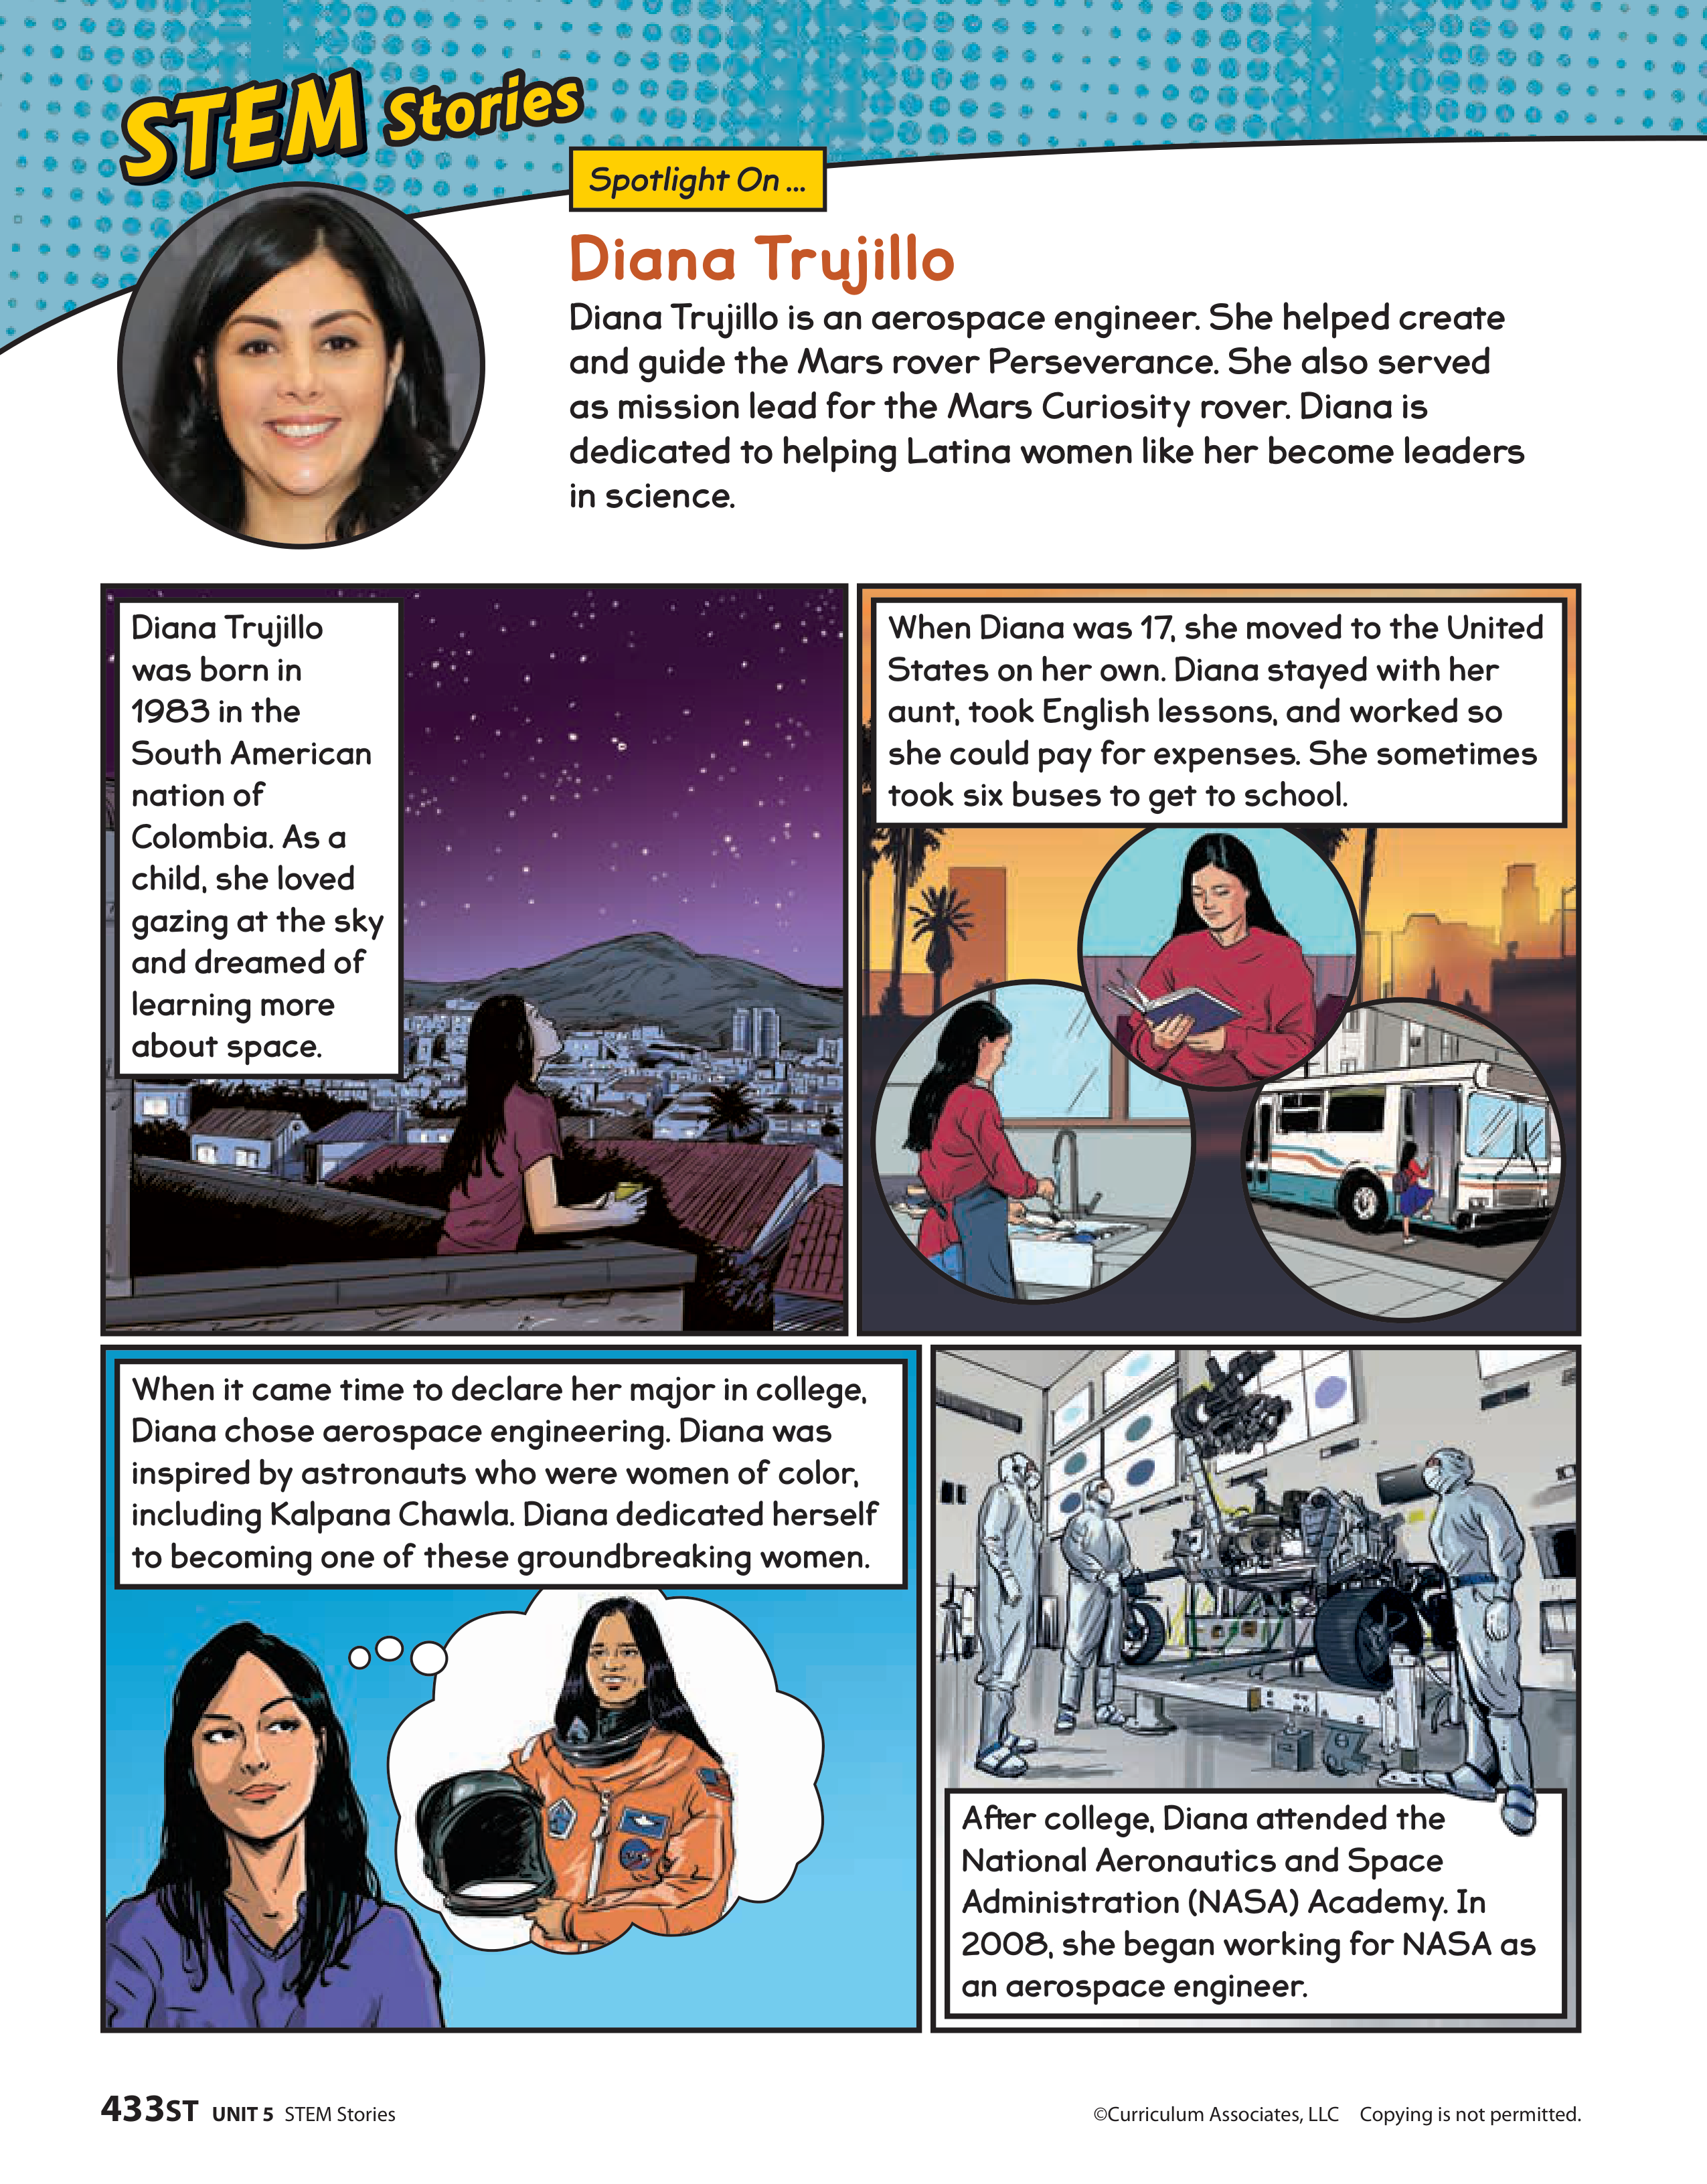 STEM Stories
Spotlight On ...
Diana Trujillo
Diana Trujillo is an aerospace engineer. She helped create
and guide the Mars rover Perseverance. She also served
as mission lead for the Mars Curiosity rover. Diana is
dedicated to helping Latina women like her become leaders
in science.
Diana Trujillo
was born in
1983 in the
South American
nation of
Colombia. As a
child, she loved
gazing at the sky
and dreamed of
learning more
about space.
When Diana was 17, she moved to the United
States on her own. Diana stayed with her
aunt, took English lessons, and worked so
she could pay for expenses. She sometimes
took six buses to get to school.
When it came time to declare her major in college,
Diana chose aerospace engineering. Diana was
inspired by astronauts who were women of color,
including Kalpana Chawla. Diana dedicated herself
to becoming one of these groundbreaking women.
After college, Diana attended the
National Aeronautics and Space
Administration (NASA) Academy. In
2008, she began working for NASA as
an aerospace engineer.
433ST UNIT 5 STEM Stories
©Curriculum Associates, LLC Copying is not permitted.